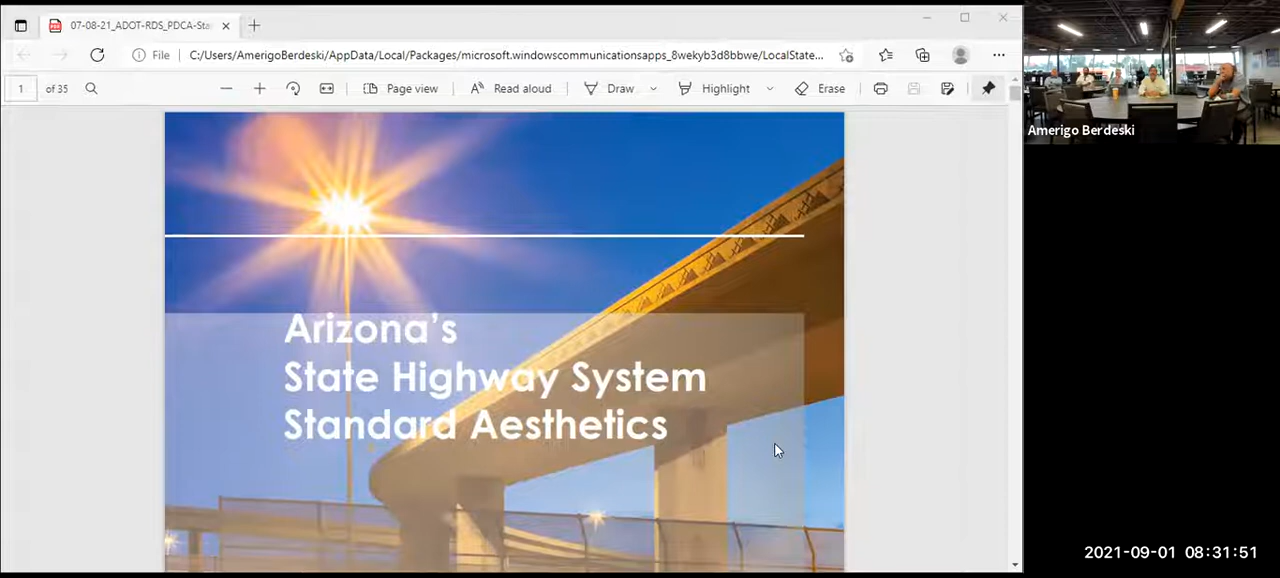 07-08-21_ADOT-RDS_PDCA-Sta
File
C:/Users/AmerigoBerdeski/AppData/Local/Packages/microsoft.windowscommunicationsapps_8wekyb3d8bbwe/LocalState...
1 of 35
Page view
Read aloud
Draw
Highlight
Erase
Arizona's
State Highway System
Standard Aesthetics
Amerigo Berdeski
2021-09-01 08:31:51